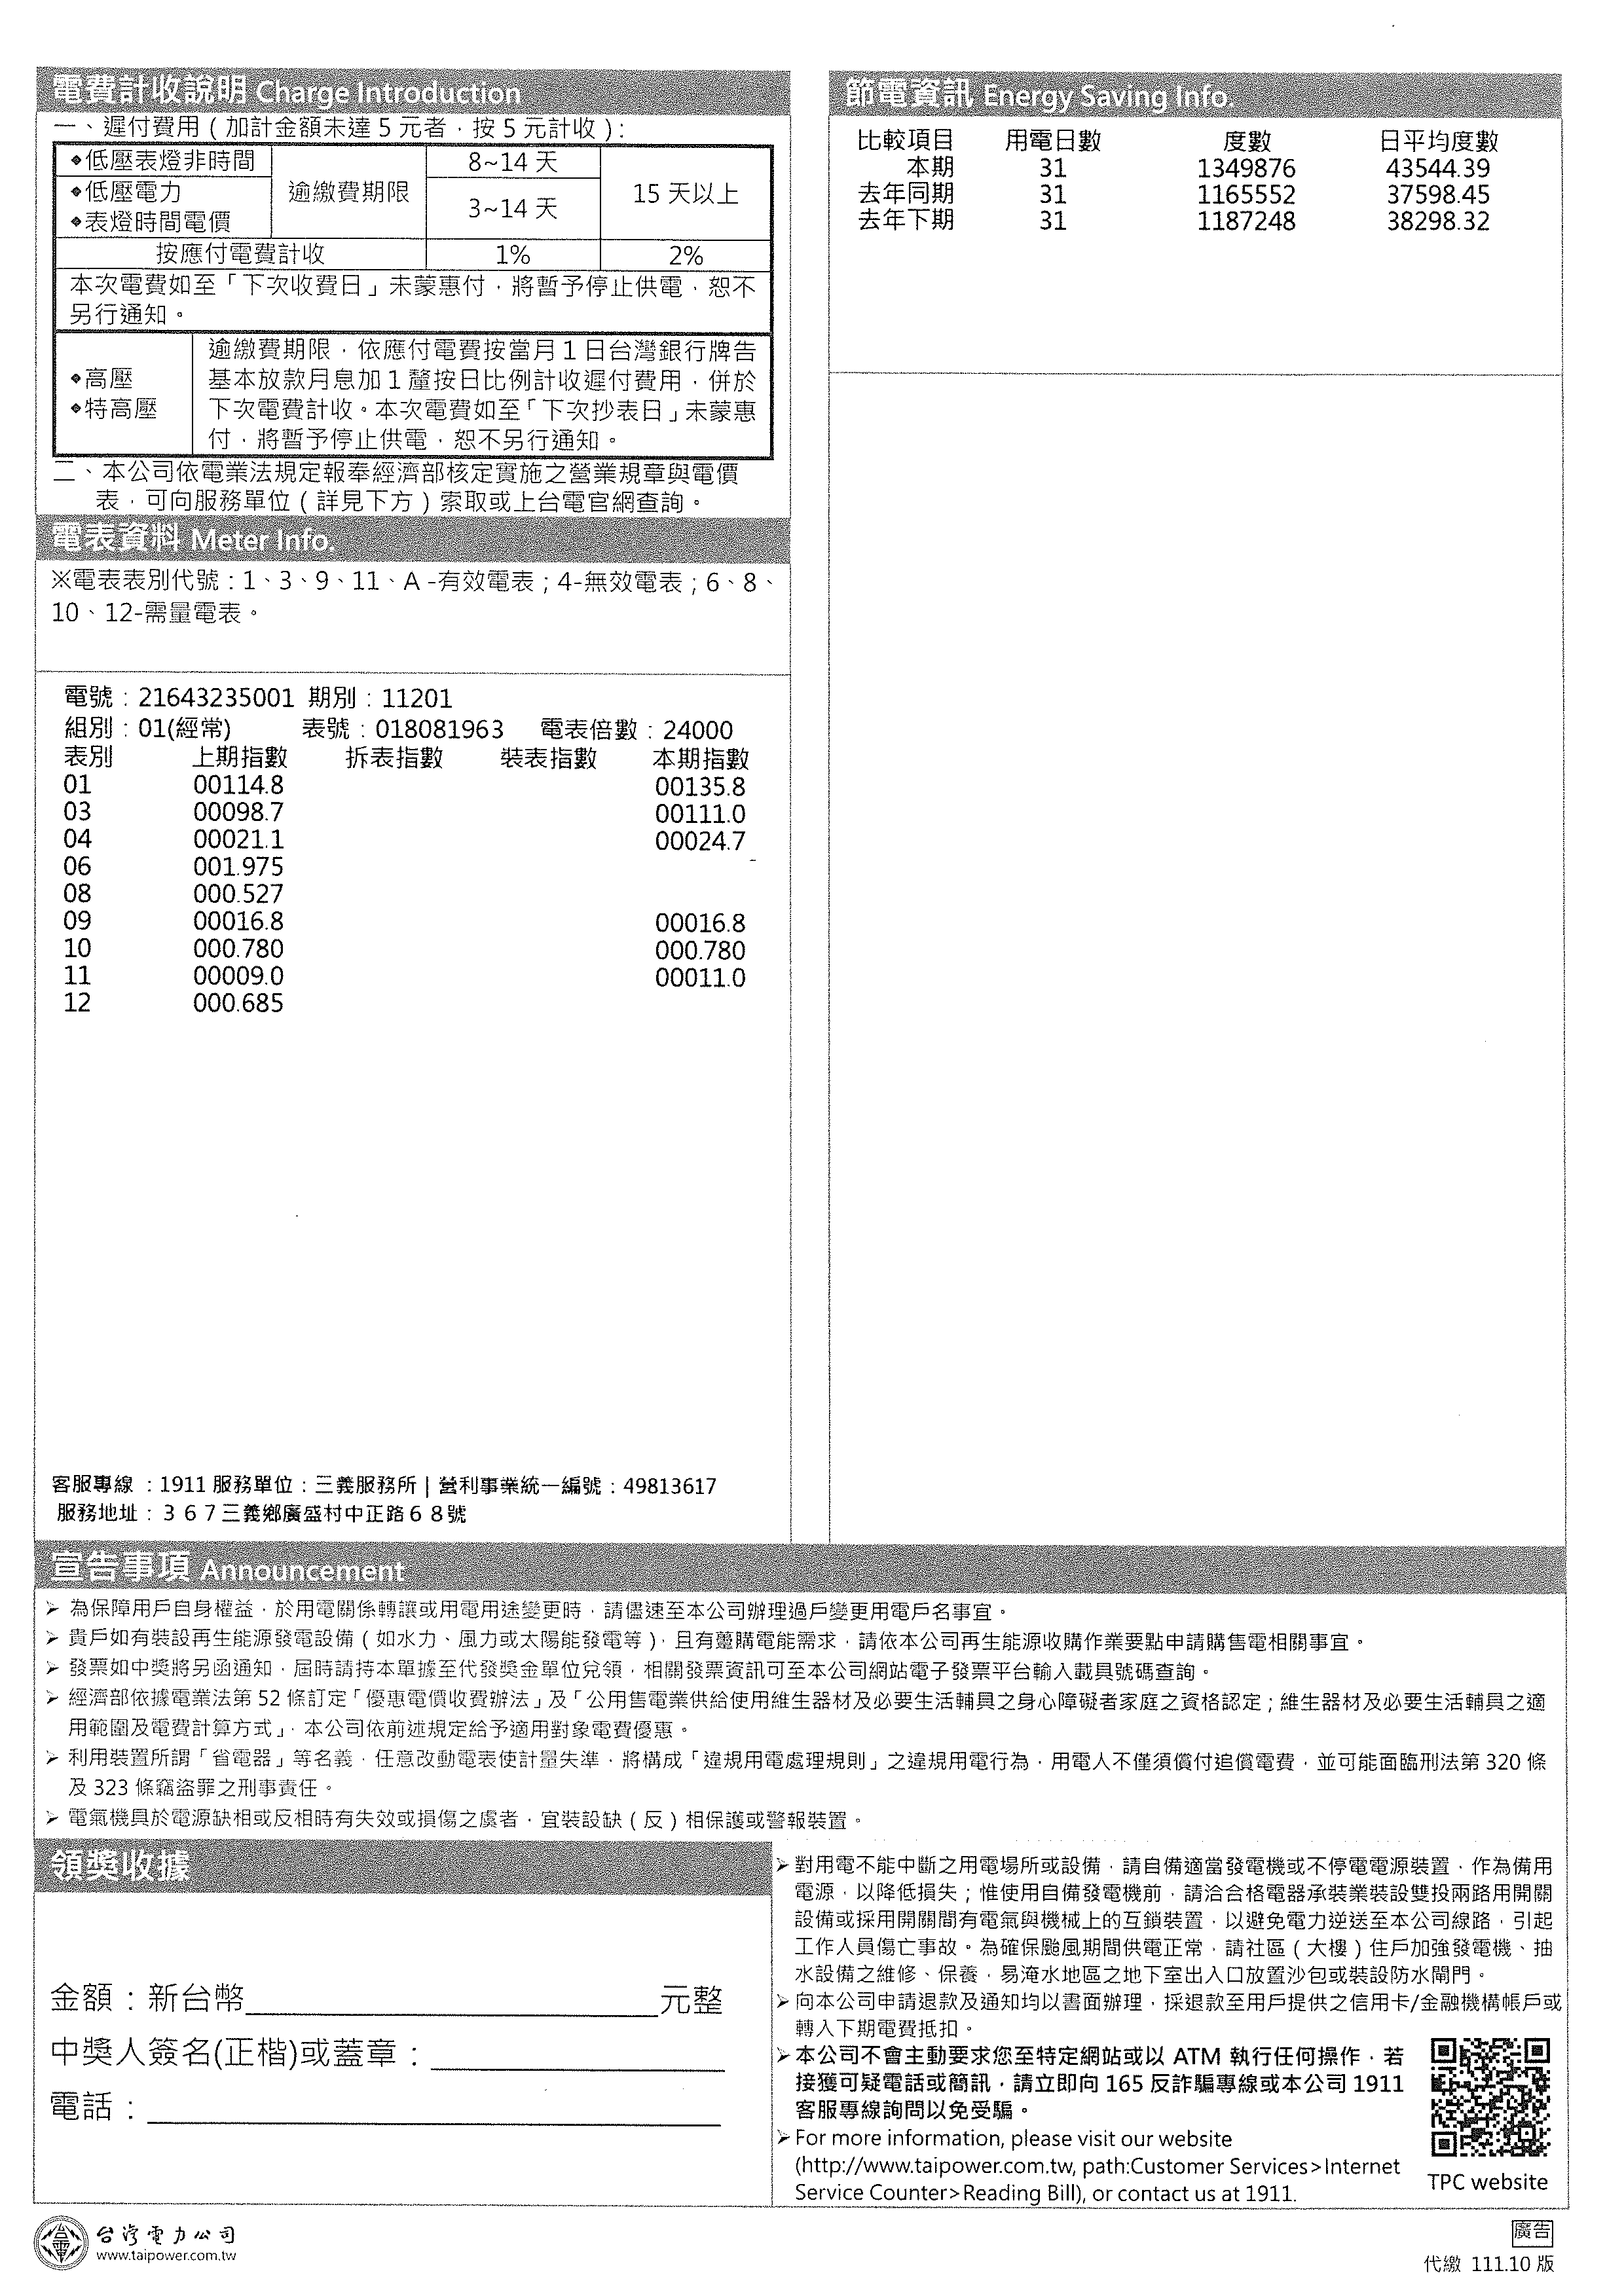 電費計收說明 Charge Introduction
一、遲付費用(加計金額未達5元者，按5元計收):
◆低壓表燈非時間
◆低壓電力
◆表燈時間電價
逾繳費期限
8~14 天
3~14 天
15 天以上
按應付電費計收 1% 2%
本次電費如至「下次收費日」未蒙惠付，將暫予停止供電，恕不
另行通知。
◆高壓
◆特高壓
逾繳費期限，依應付電費按當月1日台灣銀行牌告
基本放款月息加1釐按日比例計收遲付費用，併於
下次電費計收。本次電費如至「下次抄表日」未蒙惠
付，將暫予停止供電，恕不另行通知。
二、本公司依電業法規定報奉經濟部核定實施之營業規章與電價
表，可向服務單位(詳見下方)索取或上台電官網查詢。
電表資料 Meter Info.
※電表表別代號:1、3、9、11、A -有效電表;4-無效電表;6、8、
10、12-需量電表。
電號:21643235001 期別:11201
組別:01(經常) 表號:018081963 電表倍數:24000
表別 上期指數 拆表指數 裝表指數 本期指數
01 00114.8 00135.8
03 00098.7 00111.0
04 00021.1 00024.7
06 001.975
08 000.527
09 00016.8 00016.8
10 000.780 000.780
11 00009.0 00011.0
12 000.685
客服專線 :1911 服務單位:三義服務所 | 營利事業統一編號:49813617
服務地址:３６７三義鄉廣盛村中正路６８號
節電資訊 Energy Saving Info.
比較項目 用電日數 度數 日平均度數
本期 31 1349876 43544.39
去年同期 31 1165552 37598.45
去年下期 31 1187248 38298.32
宣告事項 Announcement
➢ 為保障用戶自身權益，於用電關係轉讓或用電用途變更時，請儘速至本公司辦理過戶變更用電戶名事宜。
➢ 貴戶如有裝設再生能源發電設備(如水力、風力或太陽能發電等)，且有躉購電能需求，請依本公司再生能源收購作業要點申請購售電相關事宜。
➢ 發票如中獎將另函通知，屆時請持本單據至代發獎金單位兌領，相關發票資訊可至本公司網站電子發票平台輸入載具號碼查詢。
➢ 經濟部依據電業法第 52 條訂定「優惠電價收費辦法」及「公用售電業供給使用維生器材及必要生活輔具之身心障礙者家庭之資格認定;維生器材及必要生活輔具之適
用範圍及電費計算方式」，本公司依前述規定給予適用對象電費優惠。
➢ 利用裝置所謂「省電器」等名義，任意改動電表使計量失準，將構成「違規用電處理規則」之違規用電行為，用電人不僅須償付追償電費，並可能面臨刑法第 320 條
及 323 條竊盜罪之刑事責任。
➢ 電氣機具於電源缺相或反相時有失效或損傷之虞者，宜裝設缺(反)相保護或警報裝置。
領獎收據
金額:新台幣 元整
中獎人簽名(正楷)或蓋章:
電話:
➢ 對用電不能中斷之用電場所或設備，請自備適當發電機或不停電電源裝置，作為備用
電源，以降低損失;惟使用自備發電機前，請洽合格電器承裝業裝設雙投兩路用開關
設備或採用開關間有電氣與機械上的互鎖裝置，以避免電力逆送至本公司線路，引起
工作人員傷亡事故。為確保颱風期間供電正常，請社區(大樓)住戶加強發電機、抽
水設備之維修、保養，易淹水地區之地下室出入口放置沙包或裝設防水閘門。
➢ 向本公司申請退款及通知均以書面辦理，採退款至用戶提供之信用卡/金融機構帳戶或
轉入下期電費抵扣。
➢ 本公司不會主動要求您至特定網站或以 ATM 執行任何操作，若
接獲可疑電話或簡訊，請立即向 165 反詐騙專線或本公司 1911
客服專線詢問以免受騙。
➢ For more information, please visit our website
(http://www.taipower.com.tw, path:Customer Services>Internet
Service Counter>Reading Bill), or contact us at 1911.
TPC website
台灣電力公司
www.taipower.com.tw
廣告
代繳 111.10 版